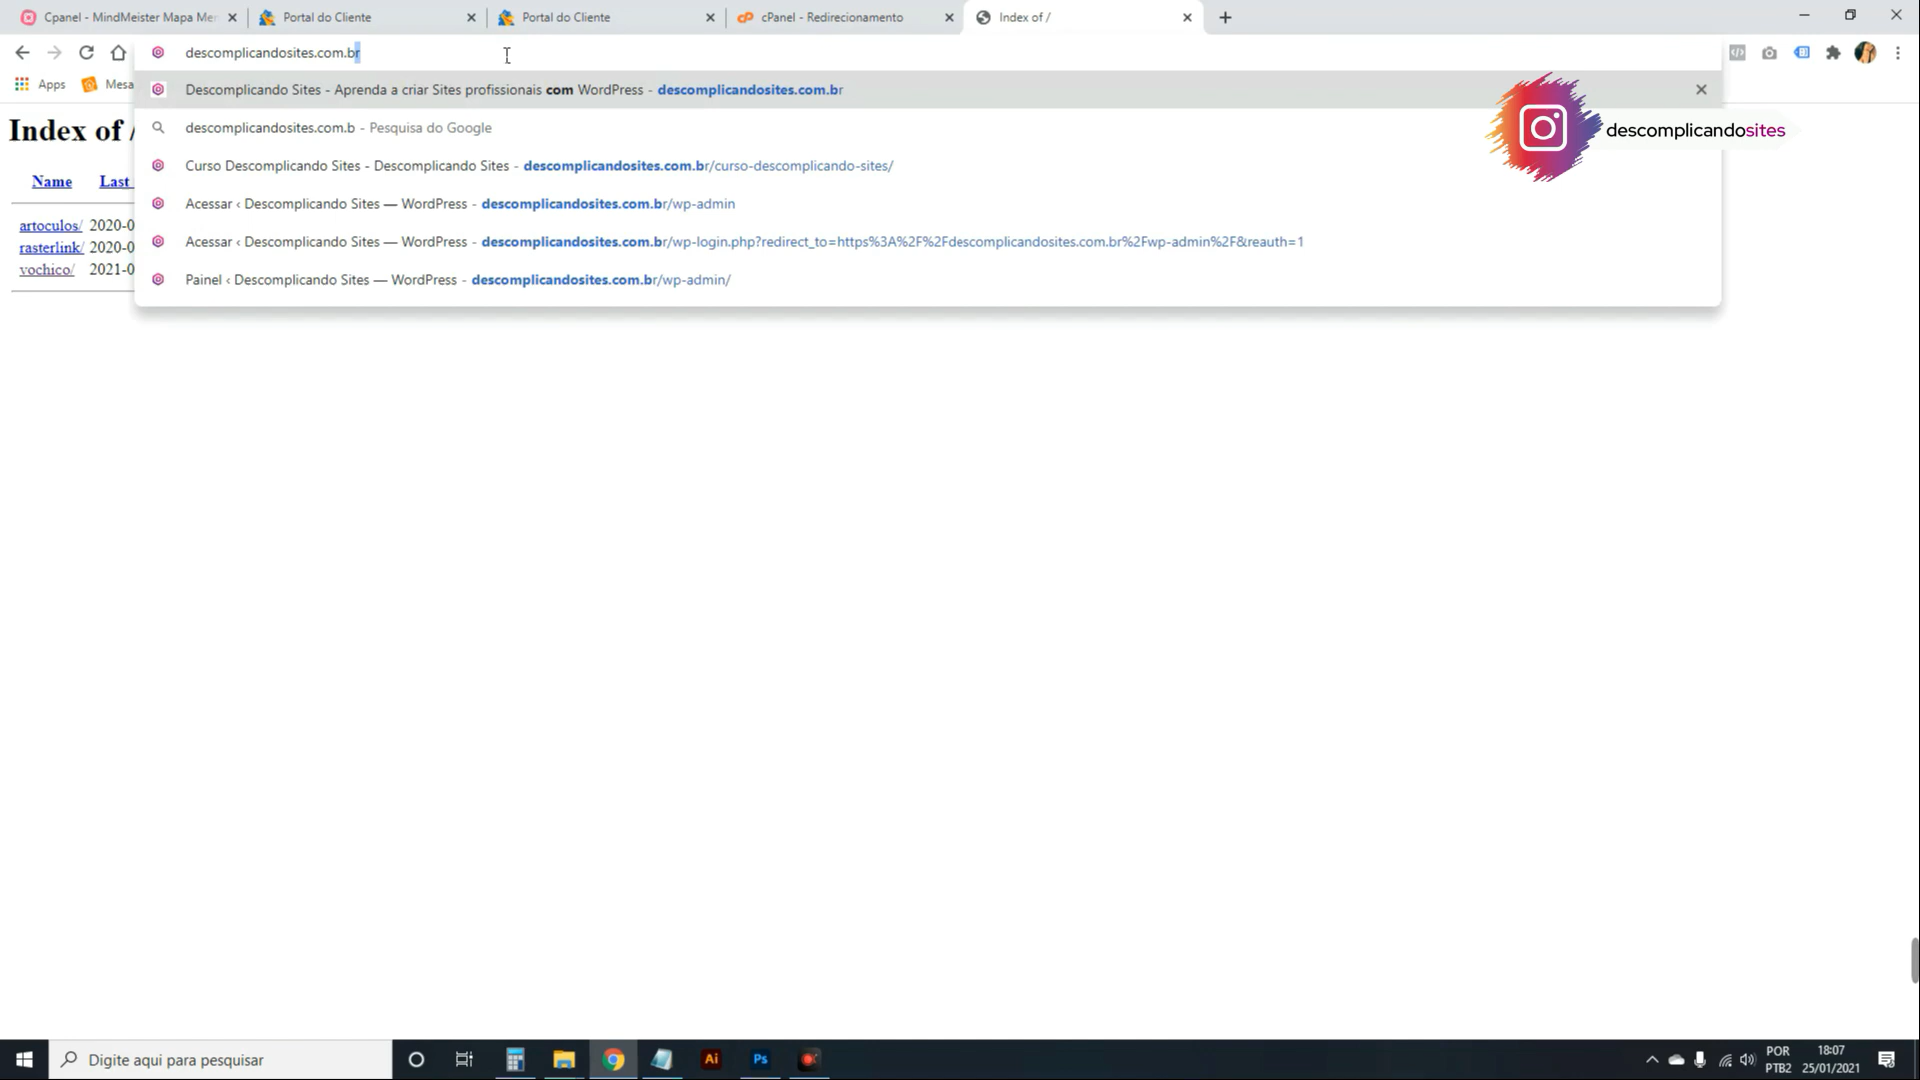 Cpanel - MindMeister Mapa Men
Portal do Cliente
Portal do Cliente
cPanel - Redirecionamento
Index of /
descomplicandosites.com.br
Apps
Mesa
Descomplicando Sites - Aprenda a criar Sites profissionais com WordPress - descomplicandosites.com.br
descomplicandosites.com.b - Pesquisa do Google
Curso Descomplicando Sites - Descomplicando Sites - descomplicandosites.com.br/curso-descomplicando-sites/
Acessar ‹ Descomplicando Sites — WordPress - descomplicandosites.com.br/wp-admin
Acessar ‹ Descomplicando Sites — WordPress - descomplicandosites.com.br/wp-login.php?redirect_to=https%3A%2F%2Fdescomplicandosites.com.br%2Fwp-admin%2F&reauth=1
Painel ‹ Descomplicando Sites — WordPress - descomplicandosites.com.br/wp-admin/
descomplicandosites
Index of /
Name Last
artoculos/ 2020-0
rasterlink/ 2020-0
vochico/ 2021-0
Digite aqui para pesquisar
Ai
Ps
POR
PTB2
18:07
25/01/2021